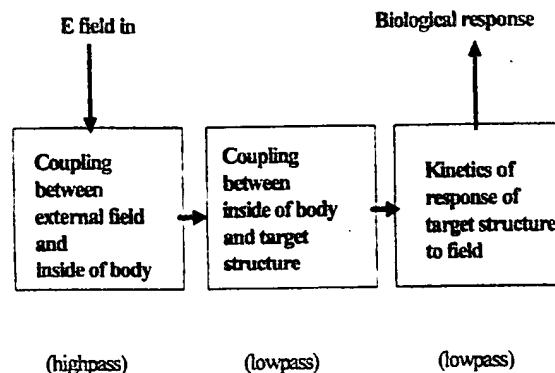 E field in
Biological response
Coupling
between
external field
and
inside of body
Coupling
between
inside of body
and target
structure
Kinetics of
response of
target structure
to field
(highpass)
(lowpass)
(lowpass)